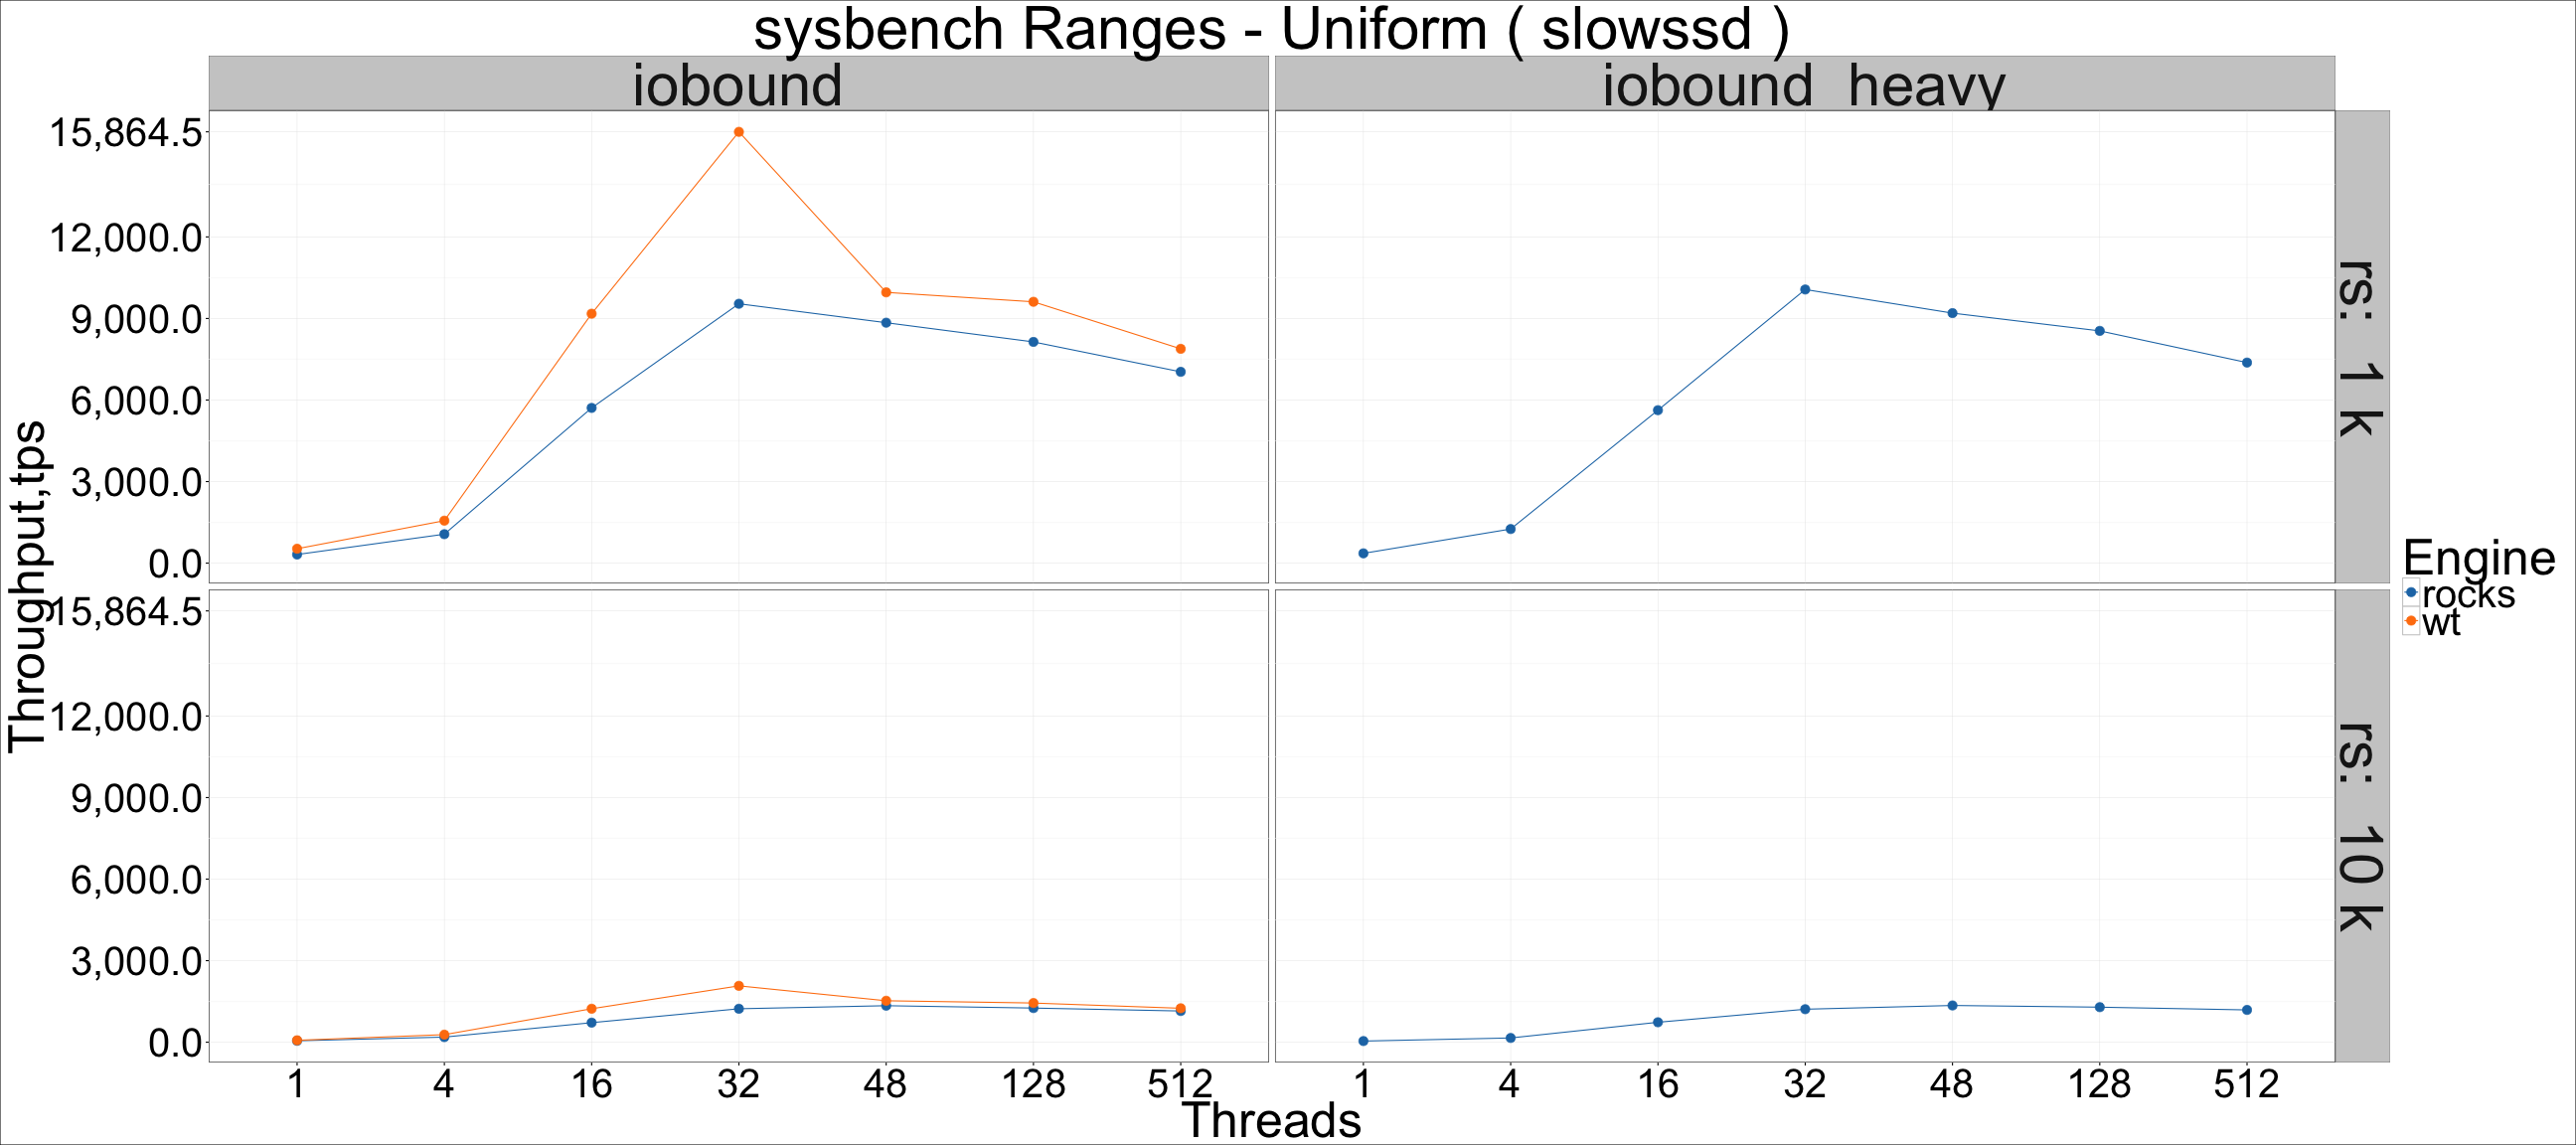 sysbench Ranges - Uniform ( slowssd )
iobound
iobound heavy
15,864.5
12,000.0
9,000.0
6,000.0
3,000.0
0.0
rs: 1 k
15,864.5
12,000.0
9,000.0
6,000.0
3,000.0
0.0
rs: 10 k
Throughput,tps
1 4 16 32 48 128 512
1 4 16 32 48 128 512
Threads
Engine
rocks
wt